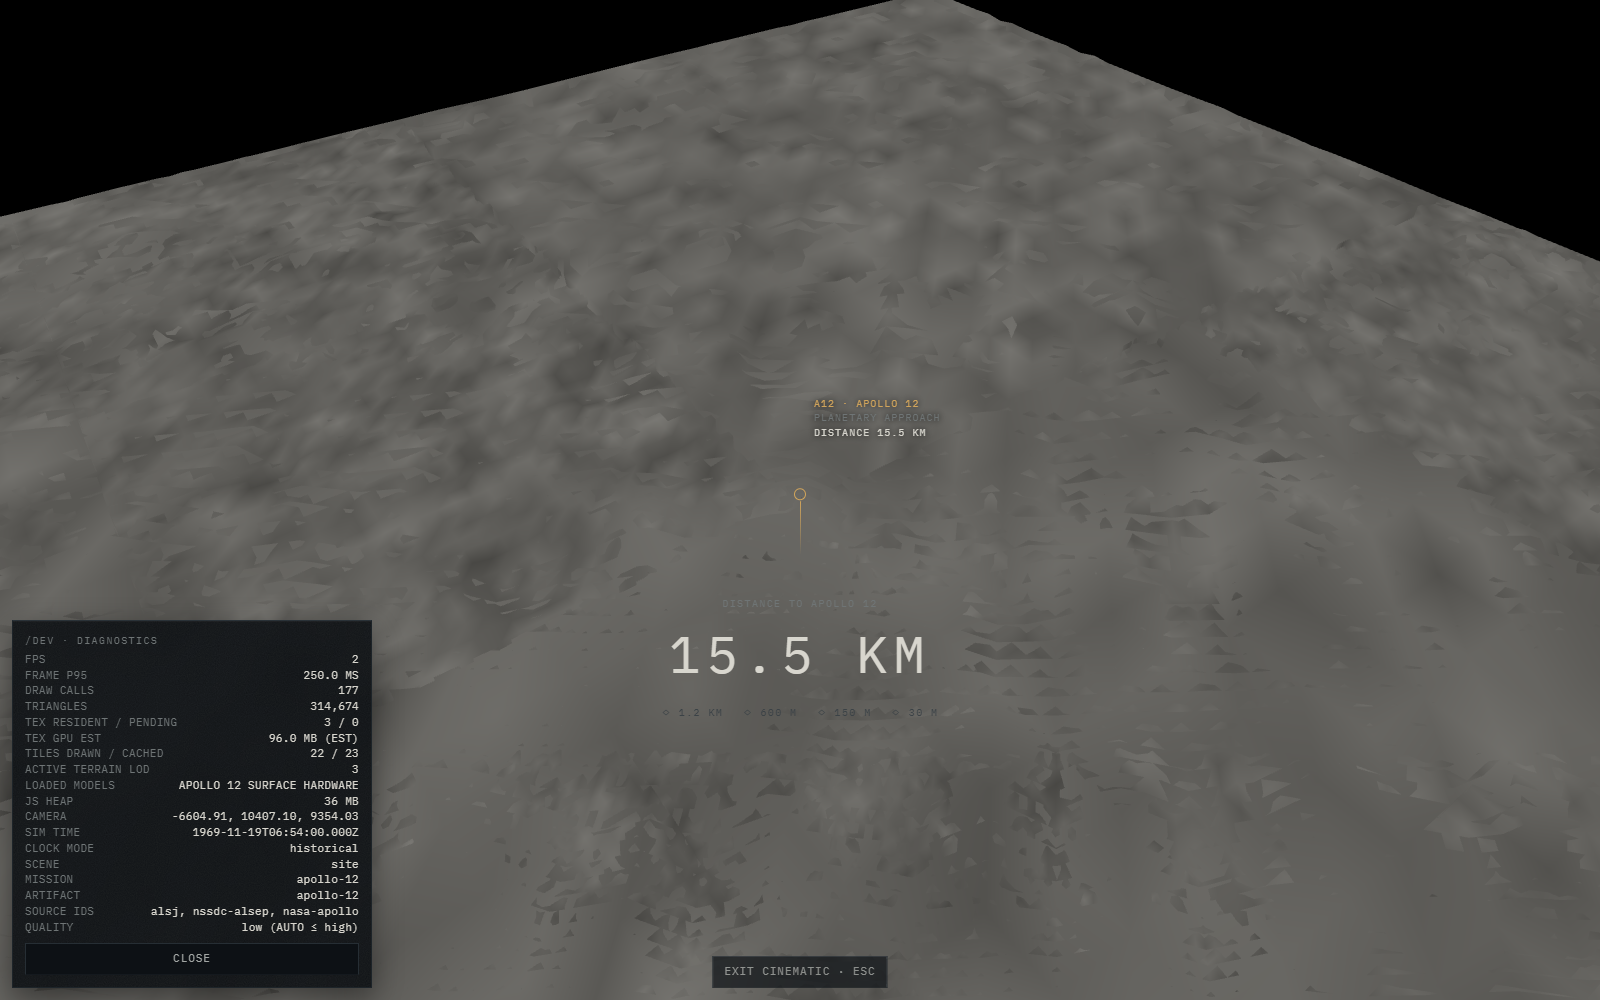 A12 · APOLLO 12
PLANETARY APPROACH
DISTANCE 15.5 KM
DISTANCE TO APOLLO 12
15.5 KM
◇ 1.2 KM ◇ 600 M ◇ 150 M ◇ 30 M
/DEV · DIAGNOSTICS
FPS 2
FRAME P95 250.0 MS
DRAW CALLS 177
TRIANGLES 314,674
TEX RESIDENT / PENDING 3 / 0
TEX GPU EST 96.0 MB (EST)
TILES DRAWN / CACHED 22 / 23
ACTIVE TERRAIN LOD 3
LOADED MODELS APOLLO 12 SURFACE HARDWARE
JS HEAP 36 MB
CAMERA -6604.91, 10407.10, 9354.03
SIM TIME 1969-11-19T06:54:00.000Z
CLOCK MODE historical
SCENE site
MISSION apollo-12
ARTIFACT apollo-12
SOURCE IDS alsj, nssdc-alsep, nasa-apollo
QUALITY low (AUTO ≤ high)
CLOSE
EXIT CINEMATIC · ESC